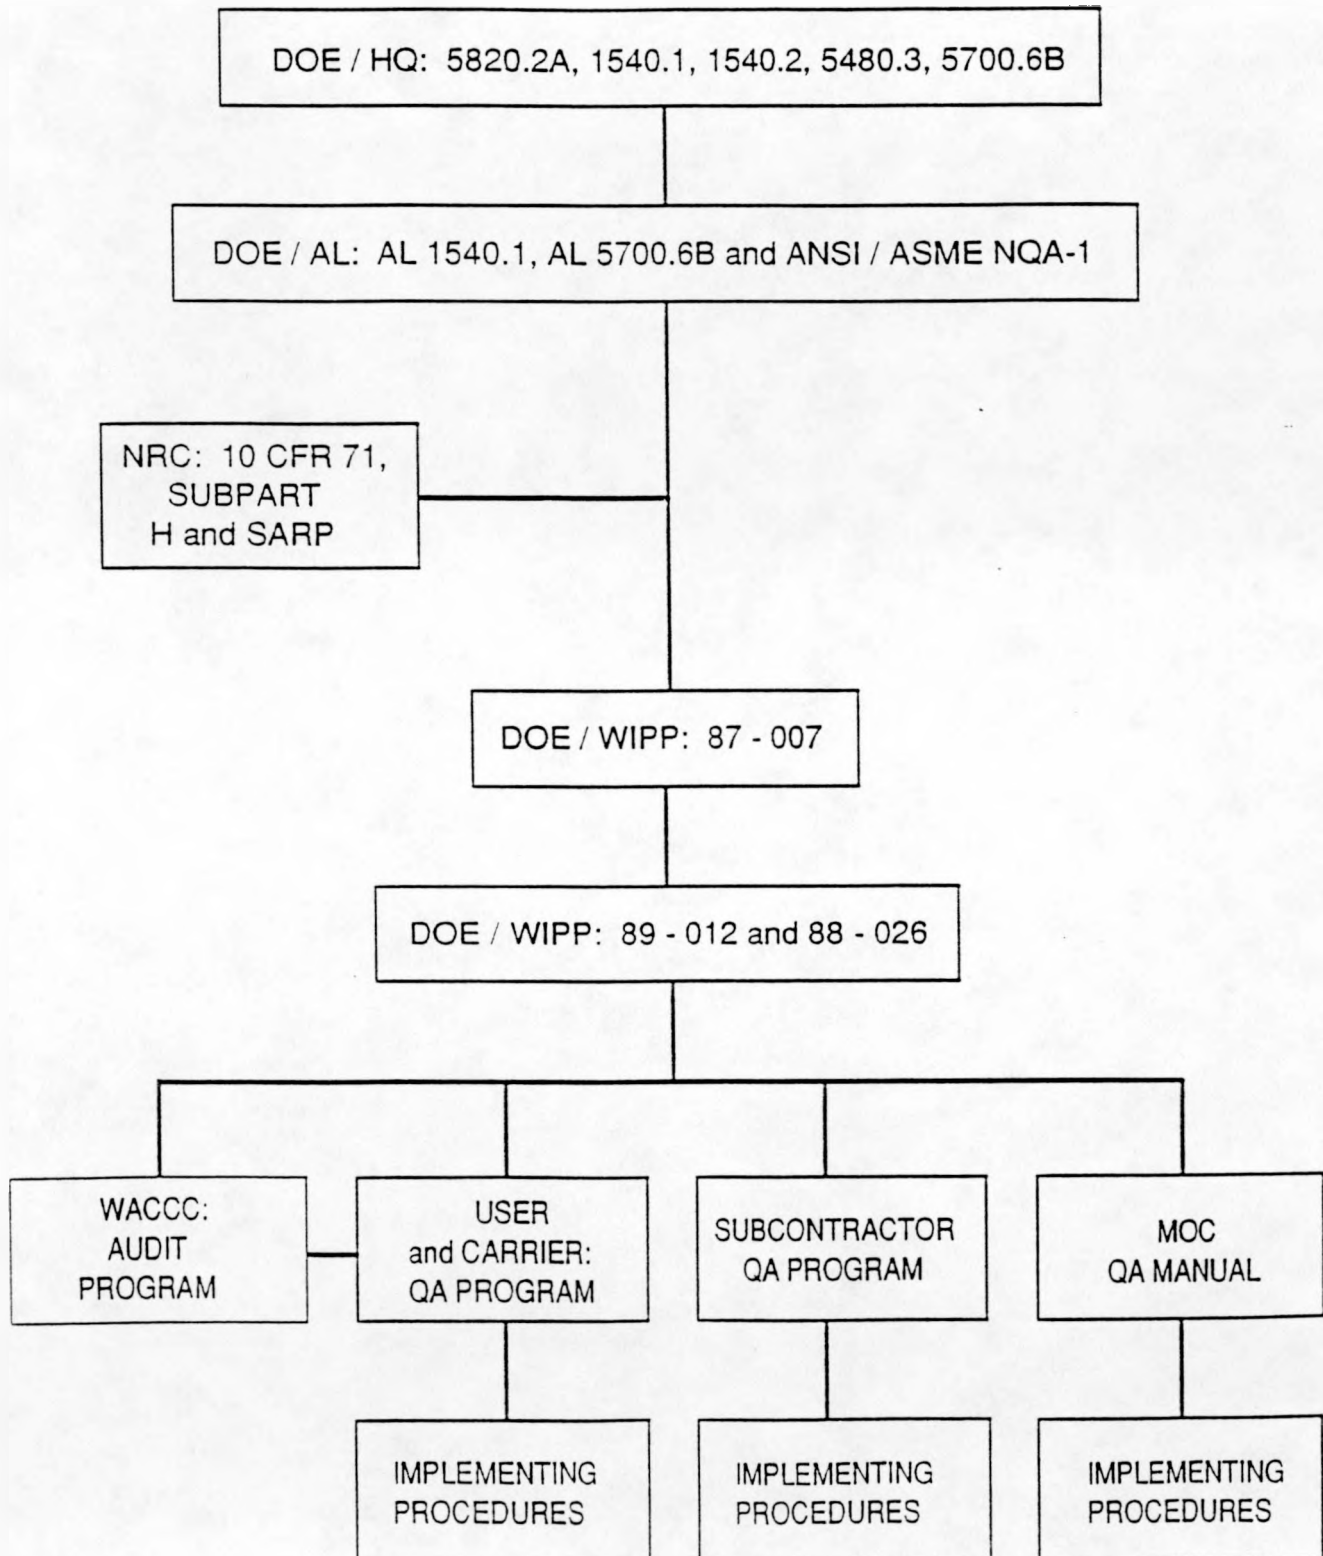 DOE / HQ: 5820.2A, 1540.1, 1540.2, 5480.3, 5700.6B
DOE / AL: AL 1540.1, AL 5700.6B and ANSI / ASME NQA-1
NRC: 10 CFR 71,
SUBPART
H and SARP
DOE / WIPP: 87 - 007
DOE / WIPP: 89 - 012 and 88 - 026
WACCC:
AUDIT
PROGRAM
USER
and CARRIER:
QA PROGRAM
SUBCONTRACTOR
QA PROGRAM
MOC
QA MANUAL
IMPLEMENTING
PROCEDURES
IMPLEMENTING
PROCEDURES
IMPLEMENTING
PROCEDURES